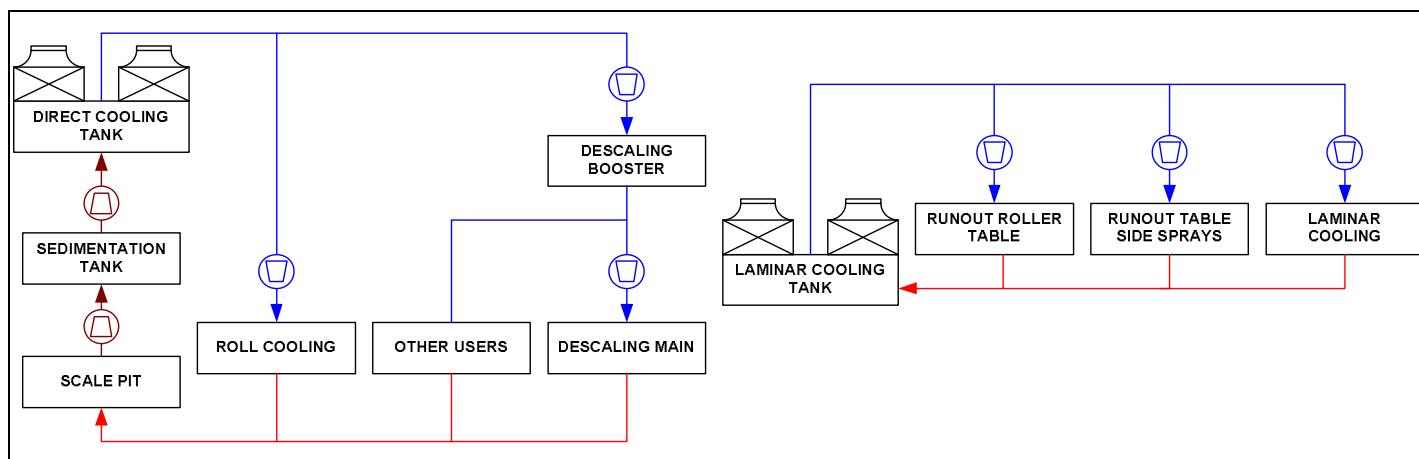 DIRECT COOLING
TANK
DESCALING
BOOSTER
SEDIMENTATION
TANK
ROLL COOLING
OTHER USERS
DESCALING MAIN
SCALE PIT
RUNOUT ROLLER
TABLE
RUNOUT TABLE
SIDE SPRAYS
LAMINAR
COOLING
LAMINAR COOLING
TANK